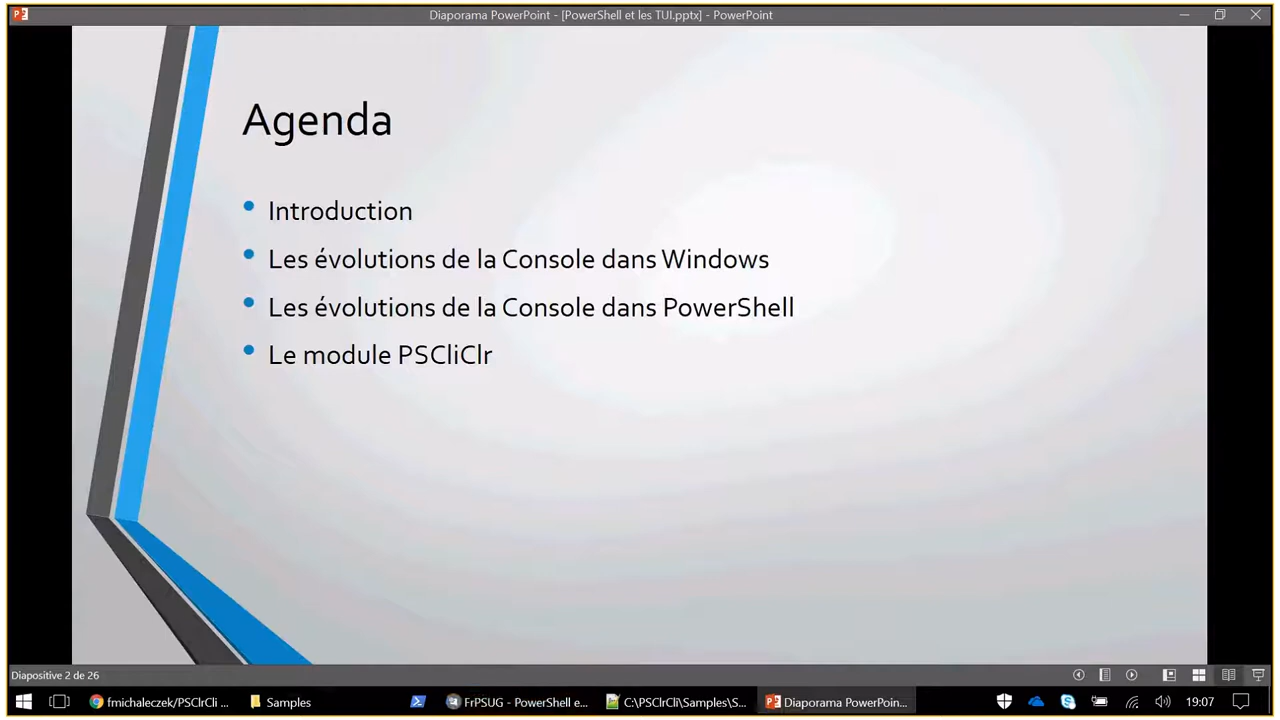 Diaporama PowerPoint - [PowerShell et les TUI.pptx] - PowerPoint
Agenda
Introduction
Les évolutions de la Console dans Windows
Les évolutions de la Console dans PowerShell
Le module PSCliClr
Diapositive 2 de 26
fmichaleczek/PSClrCli ...
Samples
FrPSUG - PowerShell e...
C:\PSClrCli\Samples\S...
Diaporama PowerPoin...
19:07